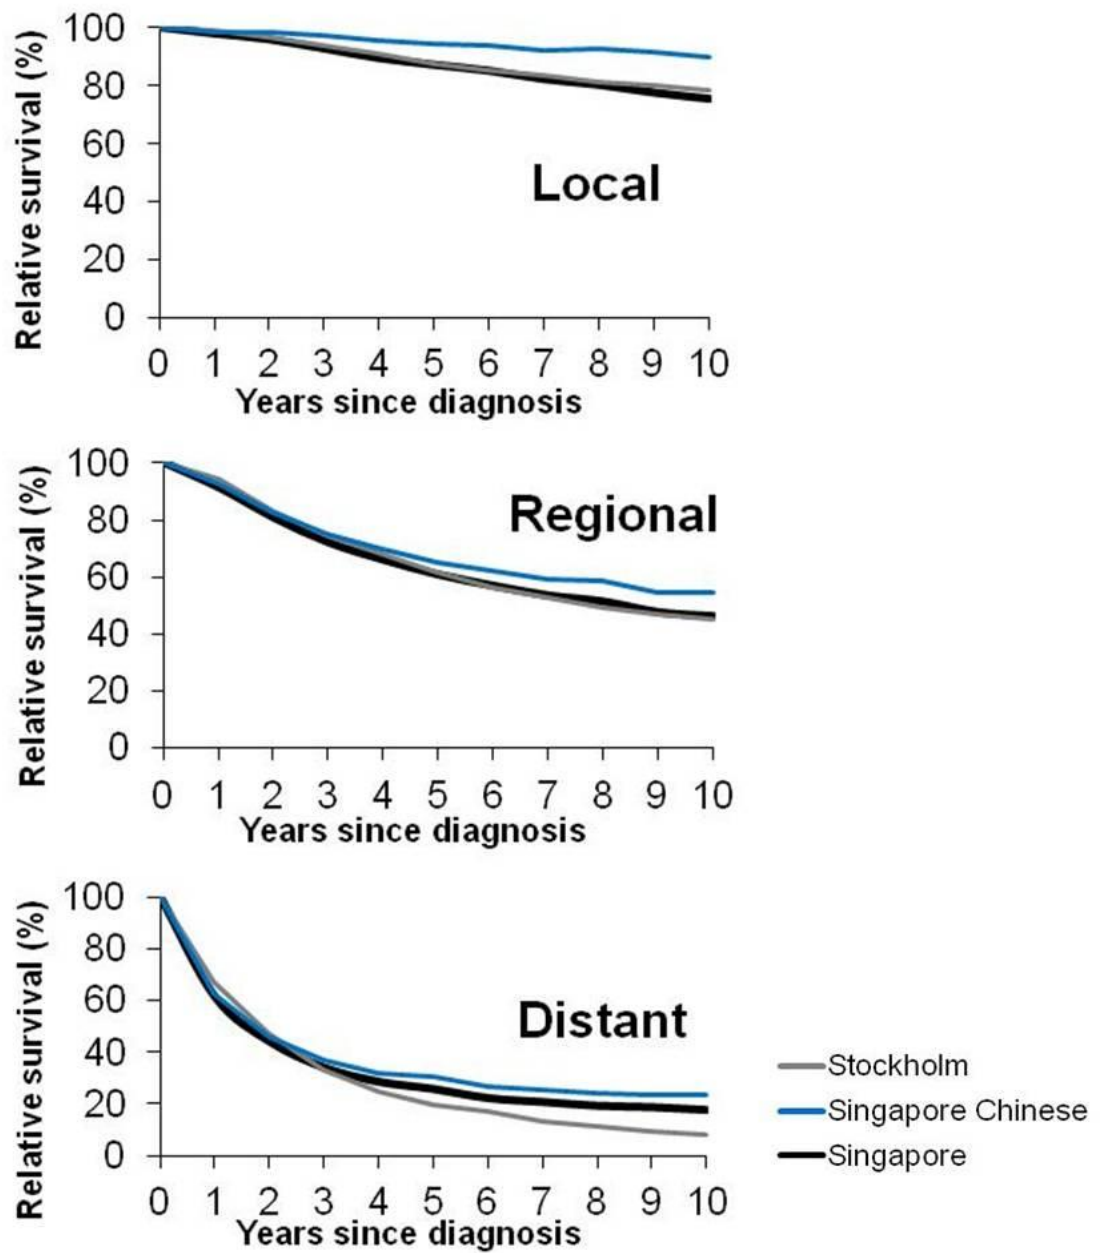 Relative survival (%)
100
80
60
40
20
0
Local
0 1 2 3 4 5 6 7 8 9 10
Years since diagnosis
Relative survival (%)
100
80
60
40
20
0
Regional
0 1 2 3 4 5 6 7 8 9 10
Years since diagnosis
Relative survival (%)
100
80
60
40
20
0
Distant
0 1 2 3 4 5 6 7 8 9 10
Years since diagnosis
Stockholm
Singapore Chinese
Singapore